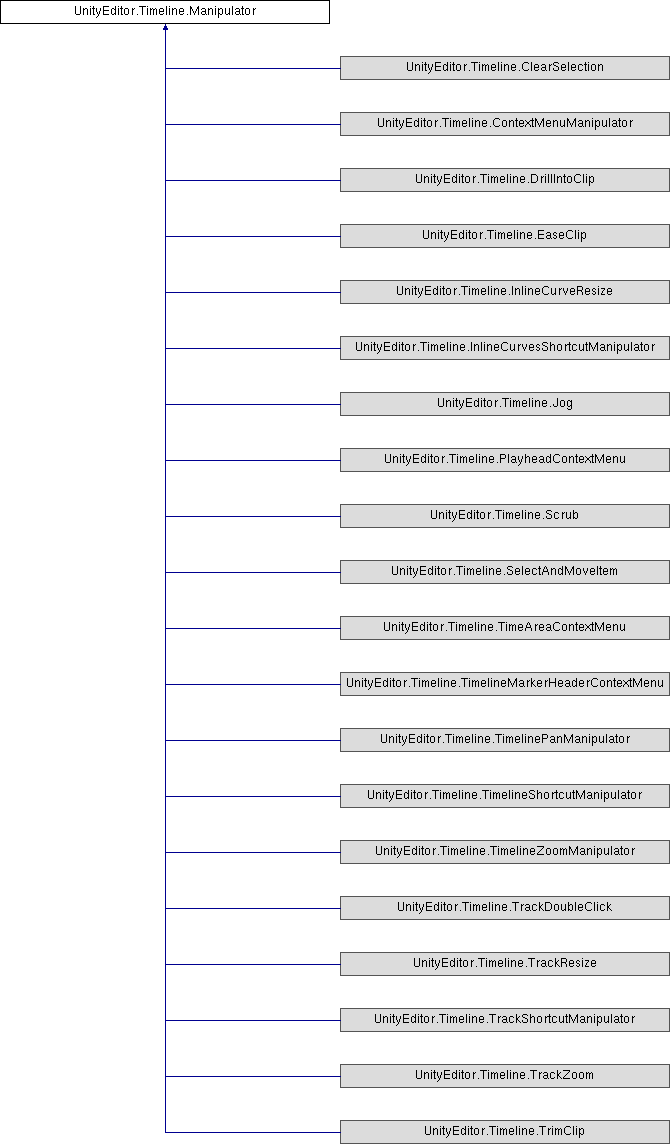 UnityEditor.Timeline.Manipulator
UnityEditor.Timeline.ClearSelection
UnityEditor.Timeline.ContextMenuManipulator
UnityEditor.Timeline.DrillIntoClip
UnityEditor.Timeline.EaseClip
UnityEditor.Timeline.InlineCurveResize
UnityEditor.Timeline.InlineCurvesShortcutManipulator
UnityEditor.Timeline.Jog
UnityEditor.Timeline.PlayheadContextMenu
UnityEditor.Timeline.Scrub
UnityEditor.Timeline.SelectAndMoveItem
UnityEditor.Timeline.TimeAreaContextMenu
UnityEditor.Timeline.TimelineMarkerHeaderContextMenu
UnityEditor.Timeline.TimelinePanManipulator
UnityEditor.Timeline.TimelineShortcutManipulator
UnityEditor.Timeline.TimelineZoomManipulator
UnityEditor.Timeline.TrackDoubleClick
UnityEditor.Timeline.TrackResize
UnityEditor.Timeline.TrackShortcutManipulator
UnityEditor.Timeline.TrackZoom
UnityEditor.Timeline.TrimClip